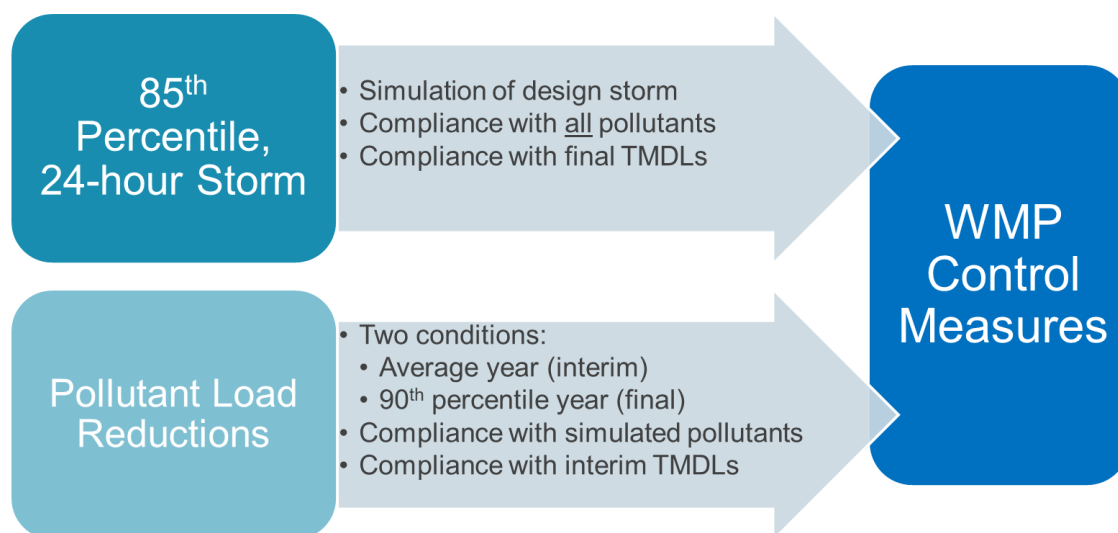 85th
Percentile,
24-hour Storm
• Simulation of design storm
• Compliance with all pollutants
• Compliance with final TMDLs
Pollutant Load
Reductions
• Two conditions:
• Average year (interim)
• 90th percentile year (final)
• Compliance with simulated pollutants
• Compliance with interim TMDLs
WMP
Control
Measures